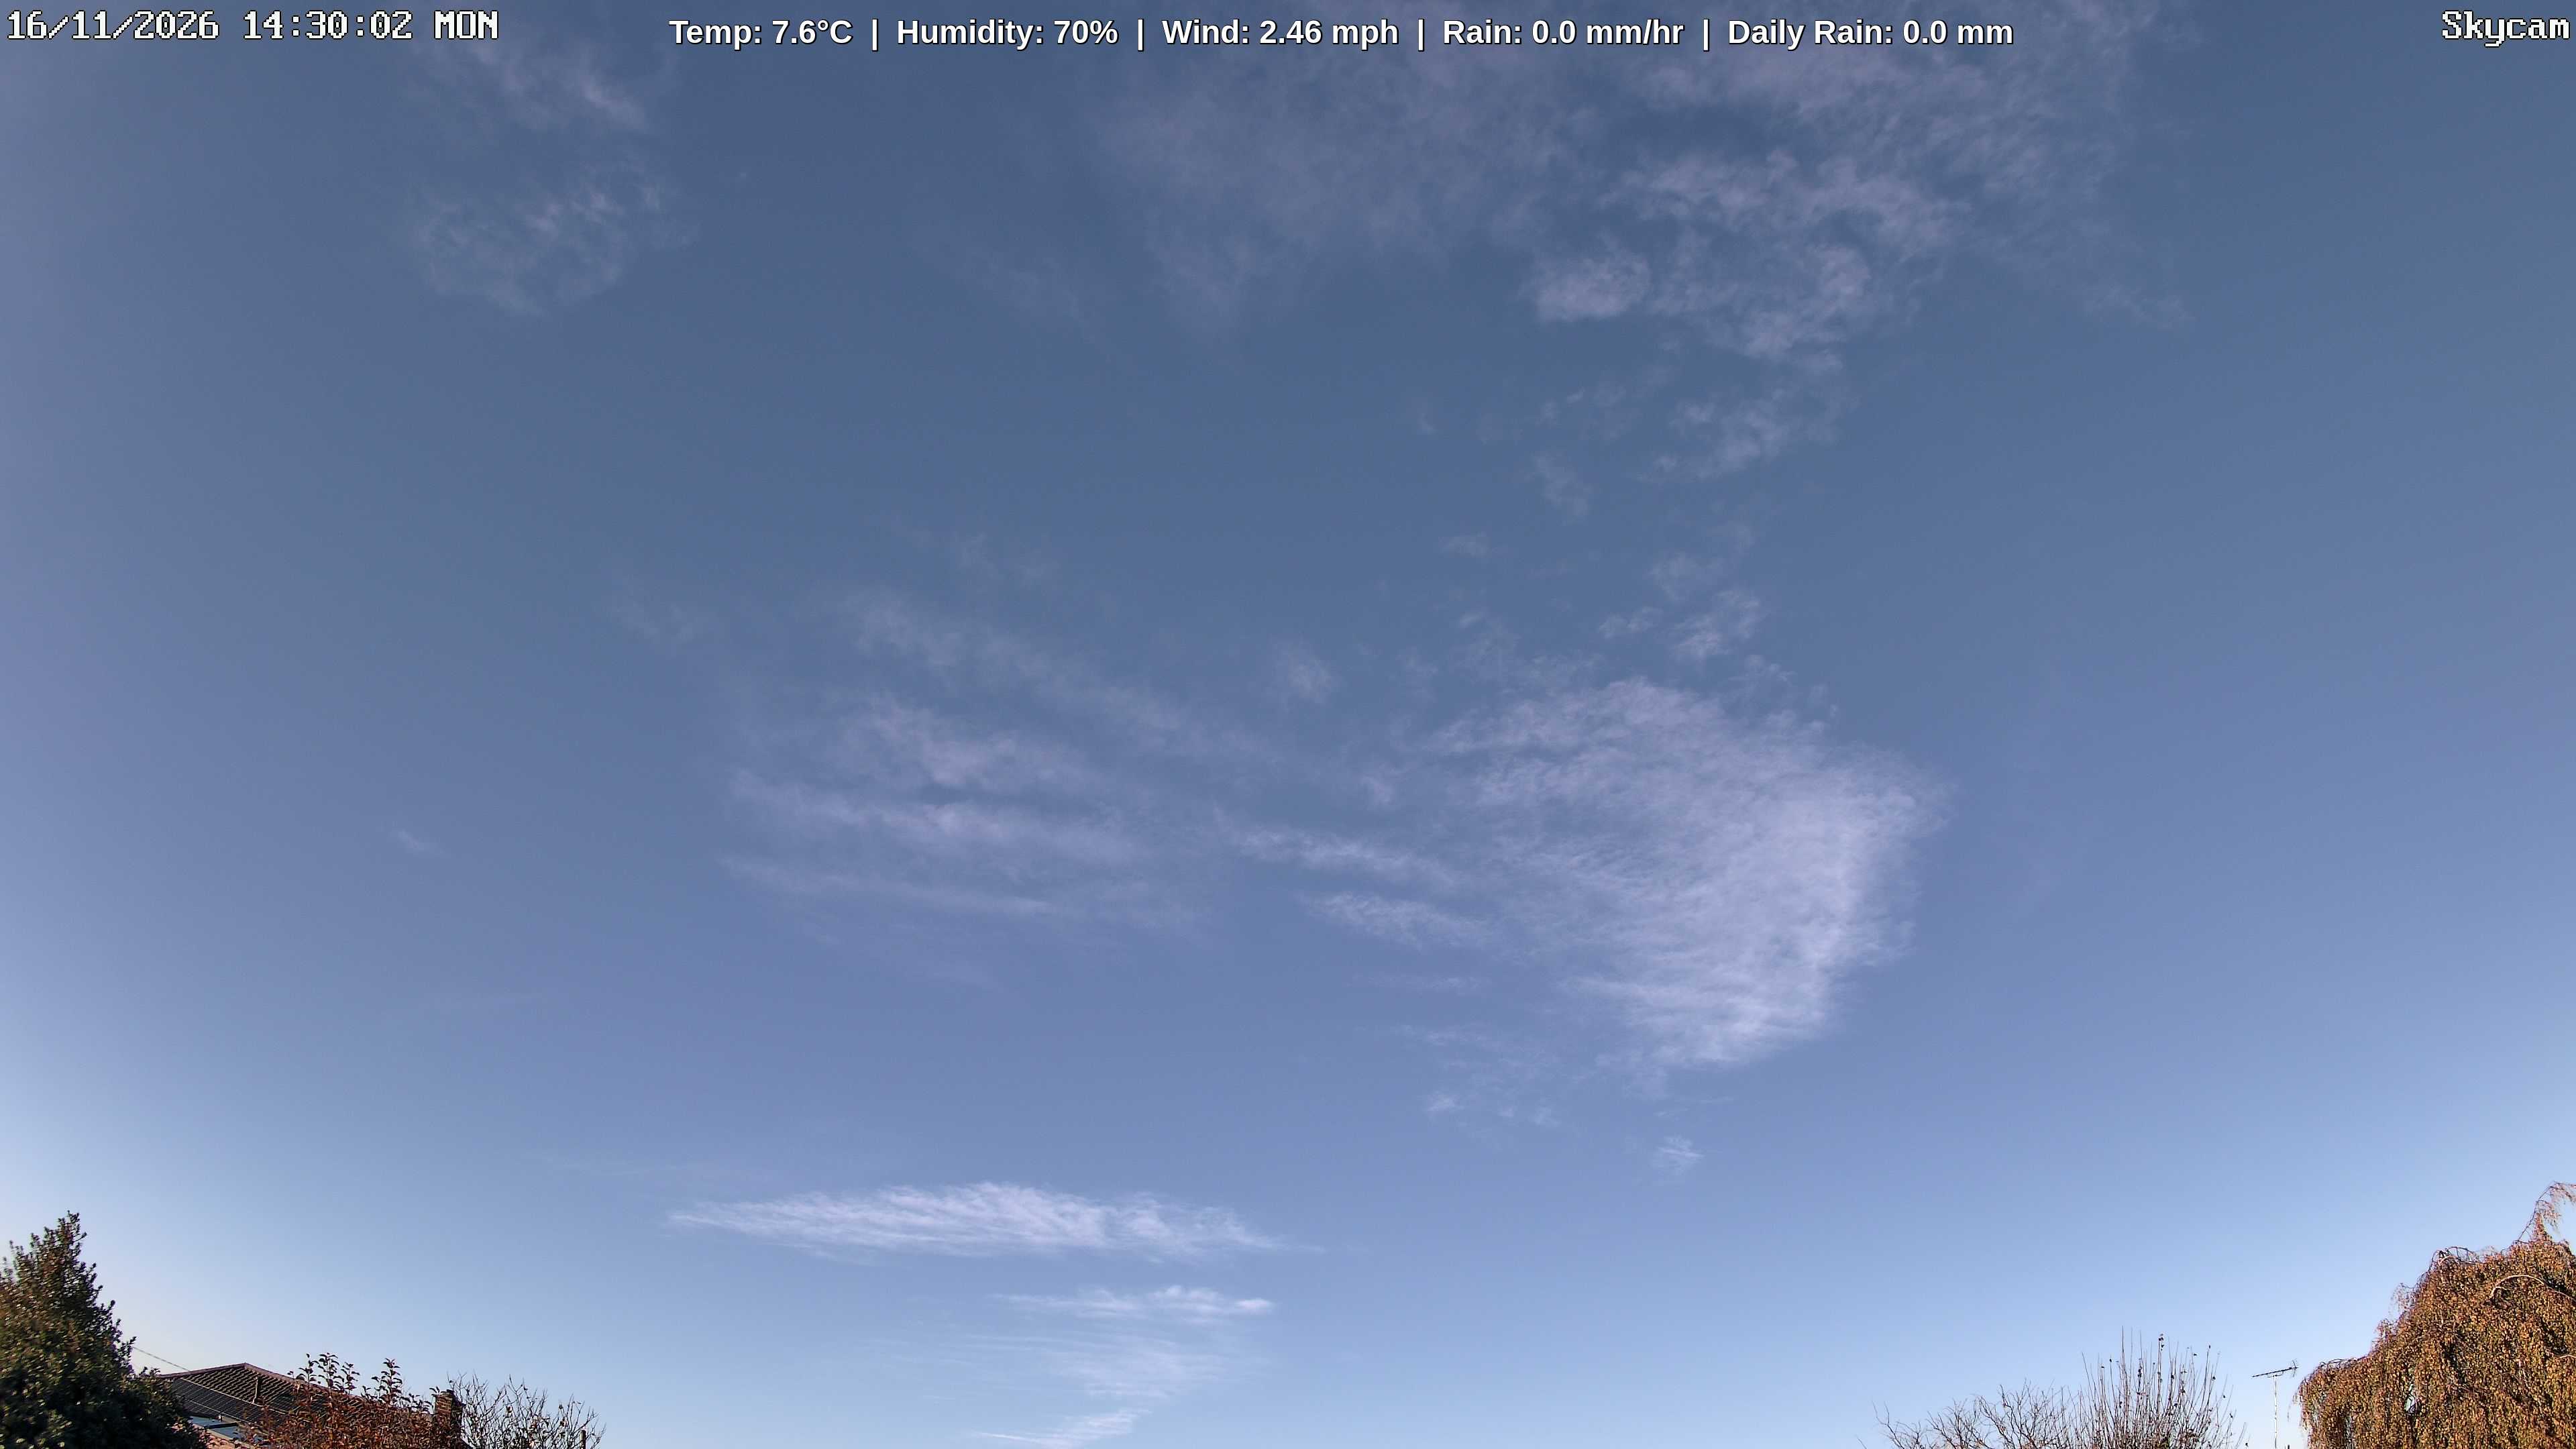 16/11/2026 14:30:02 MON
Temp: 7.6°C | Humidity: 70% | Wind: 2.46 mph | Rain: 0.0 mm/hr | Daily Rain: 0.0 mm
Skycam